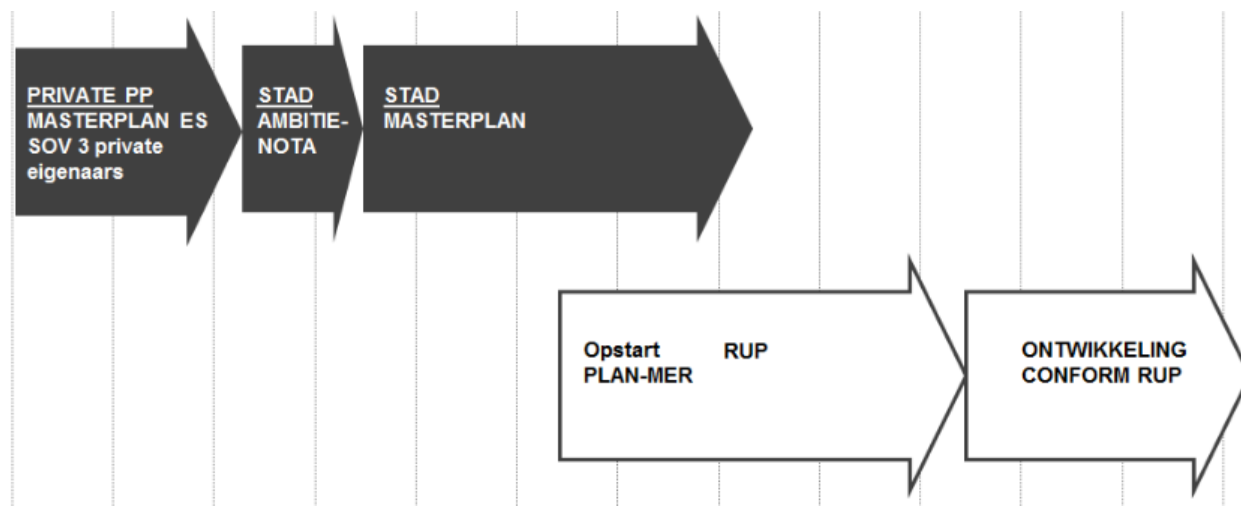 PRIVATE PP
MASTERPLAN ES
SOV 3 private
eigenaars
STAD
AMBITIE-
NOTA
STAD
MASTERPLAN
Opstart RUP
PLAN-MER
ONTWIKKELING
CONFORM RUP